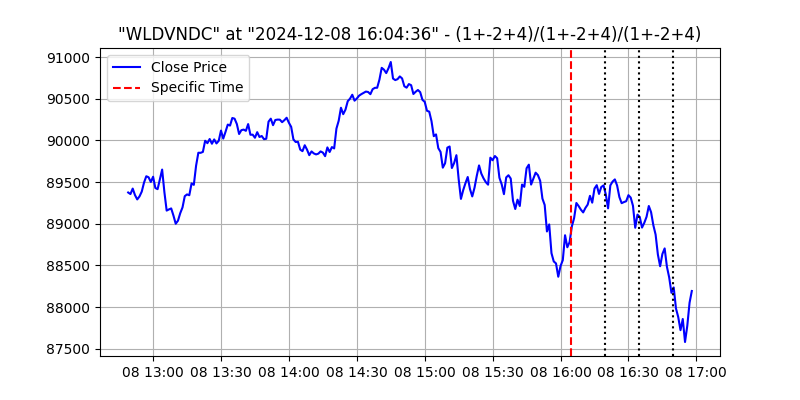 "WLDVNDC" at "2024-12-08 16:04:36" - (1+-2+4)/(1+-2+4)/(1+-2+4)
Close Price
Specific Time
91000
90500
90000
89500
89000
88500
88000
87500
08 13:00 08 13:30 08 14:00 08 14:30 08 15:00 08 15:30 08 16:00 08 16:30 08 17:00